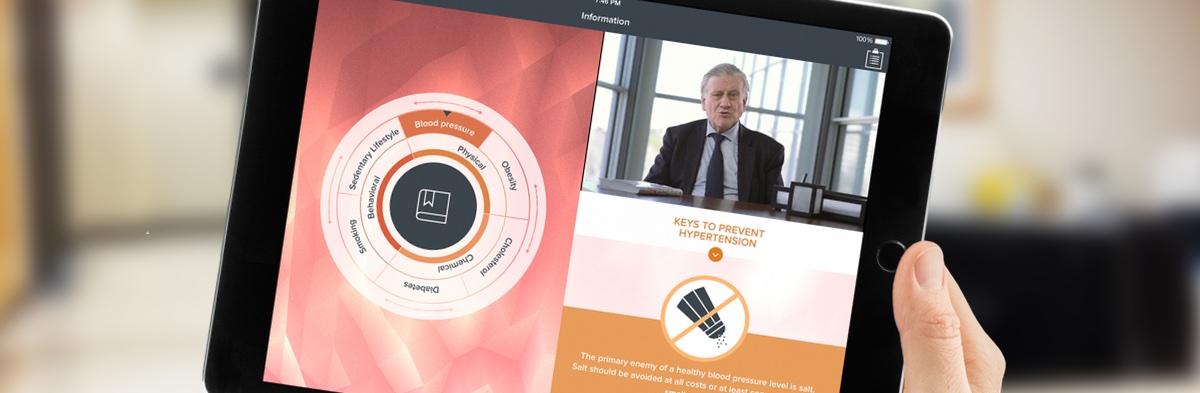 7:46 PM
Information
100%
Blood pressure
Physical
Obesity
Cholesterol
Chemical
Diabetes
Smoking
Behavioral
Sedentary Lifestyle
KEYS TO PREVENT
HYPERTENSION
The primary enemy of a healthy blood pressure level is salt.
Salt should be avoided at all costs or at least